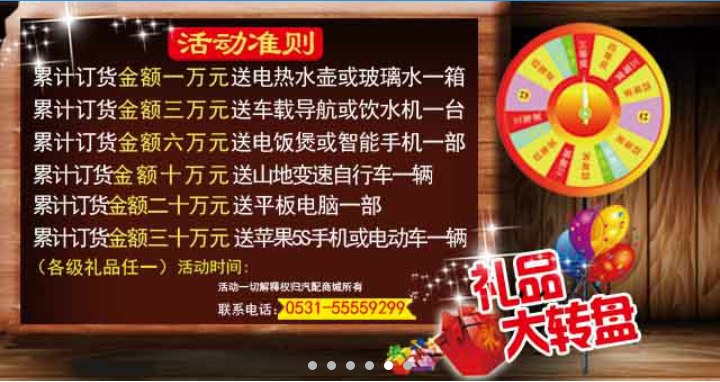 活动准则
累计订货金额一万元送电热水壶或玻璃水一箱
累计订货金额三万元送车载导航或饮水机一台
累计订货金额六万元送电饭煲或智能手机一部
累计订货金额十万元送山地变速自行车一辆
累计订货金额二十万元送平板电脑一部
累计订货金额三十万元送苹果5S手机或电动车一辆
（各级礼品任一）活动时间：
活动一切解释权归汽配商城所有
联系电话：0531-55559299
礼品
大转盘